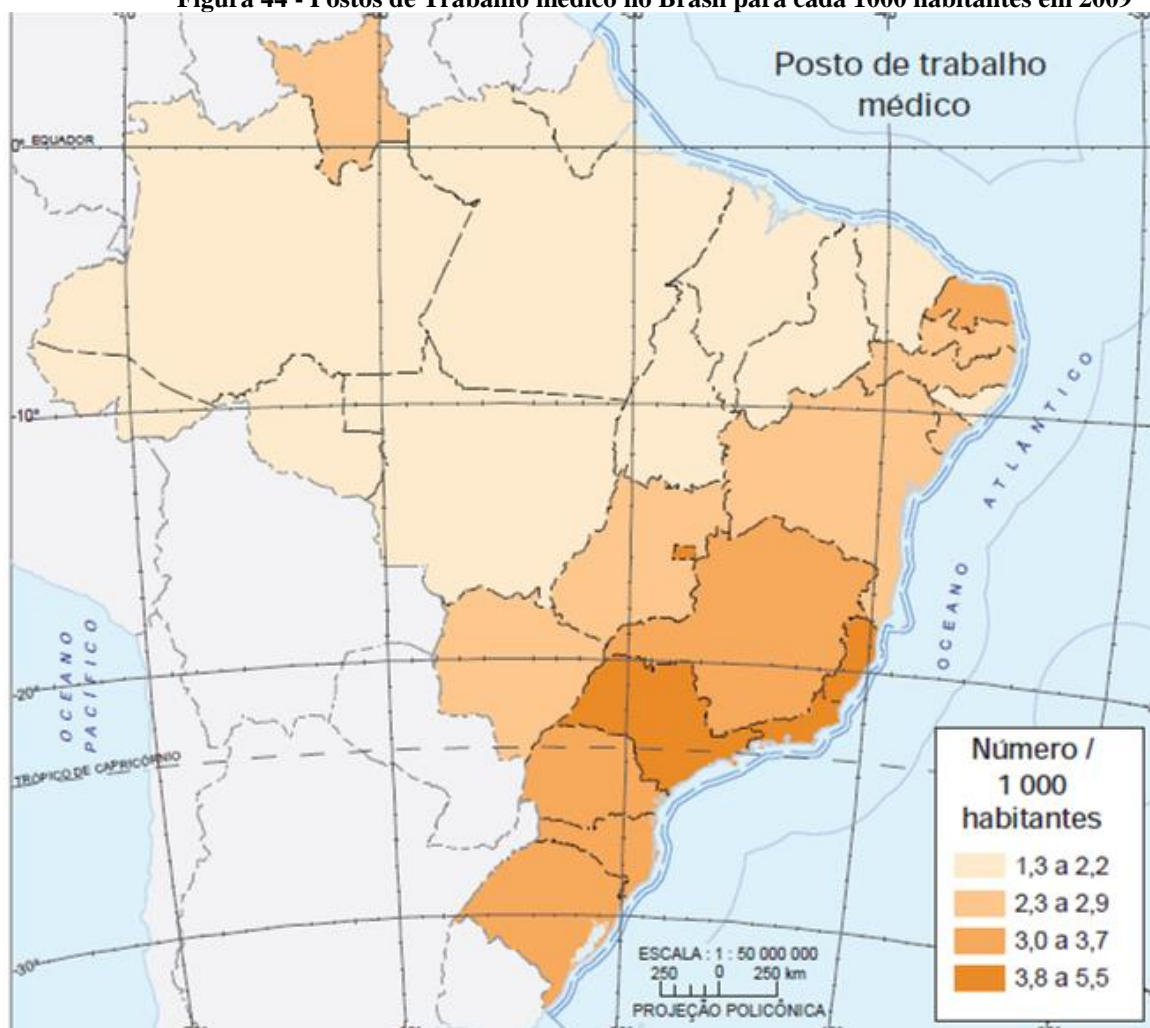 Figura 44 - Postos de Trabalho médico no Brasil para cada 1000 habitantes em 2009
Posto de trabalho
médico
0° EQUADOR
-10°
OCEANO ATLÂNTICO
OCEANO
PACÍFICO
-20°
TRÓPICO DE CAPRICÓRNIO
-30°
Número /
1 000
habitantes
1,3 a 2,2
2,3 a 2,9
3,0 a 3,7
3,8 a 5,5
ESCALA : 1 : 50 000 000
250 0 250 km
PROJEÇÃO POLICÔNICA